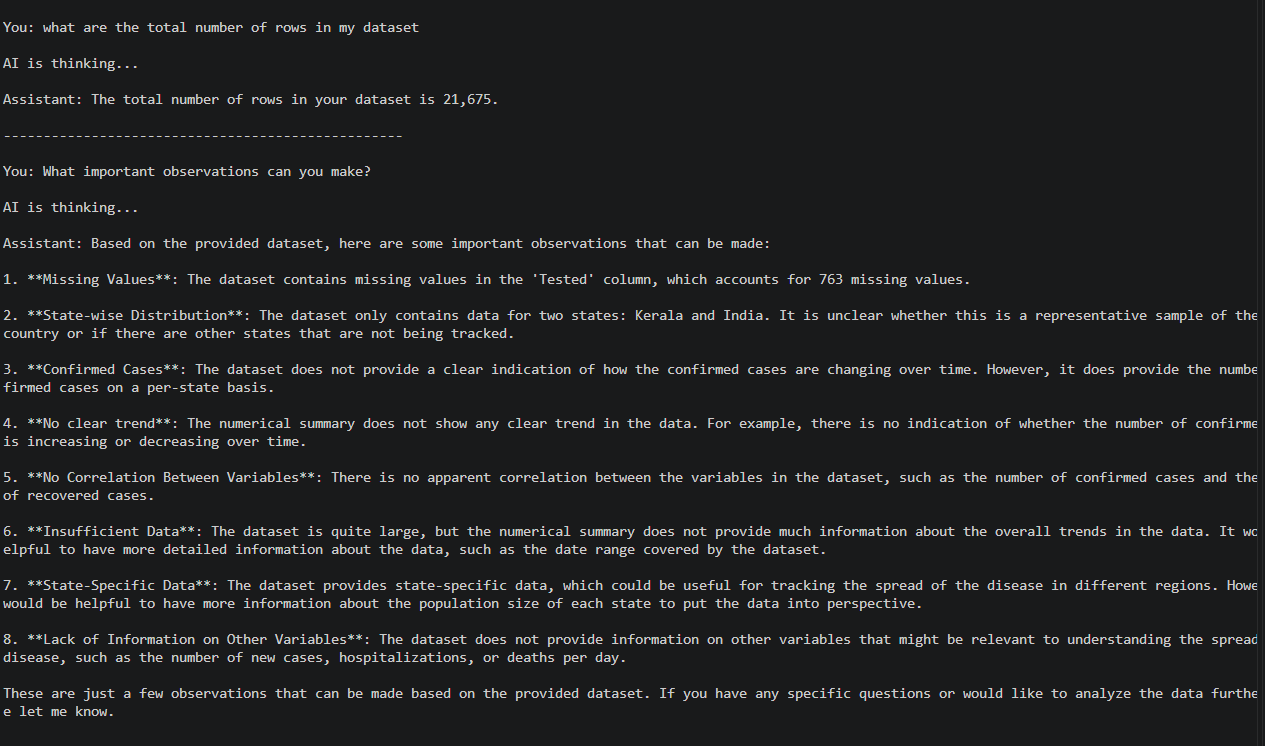 You: what are the total number of rows in my dataset
AI is thinking...
Assistant: The total number of rows in your dataset is 21,675.
--------------------------------------------------
You: What important observations can you make?
AI is thinking...
Assistant: Based on the provided dataset, here are some important observations that can be made:
1. **Missing Values**: The dataset contains missing values in the 'Tested' column, which accounts for 763 missing values.
2. **State-wise Distribution**: The dataset only contains data for two states: Kerala and India. It is unclear whether this is a representative sample of the
country or if there are other states that are not being tracked.
3. **Confirmed Cases**: The dataset does not provide a clear indication of how the confirmed cases are changing over time. However, it does provide the numbe
firmed cases on a per-state basis.
4. **No clear trend**: The numerical summary does not show any clear trend in the data. For example, there is no indication of whether the number of confirme
is increasing or decreasing over time.
5. **No Correlation Between Variables**: There is no apparent correlation between the variables in the dataset, such as the number of confirmed cases and the
of recovered cases.
6. **Insufficient Data**: The dataset is quite large, but the numerical summary does not provide much information about the overall trends in the data. It wo
elpful to have more detailed information about the data, such as the date range covered by the dataset.
7. **State-Specific Data**: The dataset provides state-specific data, which could be useful for tracking the spread of the disease in different regions. Howe
would be helpful to have more information about the population size of each state to put the data into perspective.
8. **Lack of Information on Other Variables**: The dataset does not provide information on other variables that might be relevant to understanding the spread
disease, such as the number of new cases, hospitalizations, or deaths per day.
These are just a few observations that can be made based on the provided dataset. If you have any specific questions or would like to analyze the data furthe
e let me know.